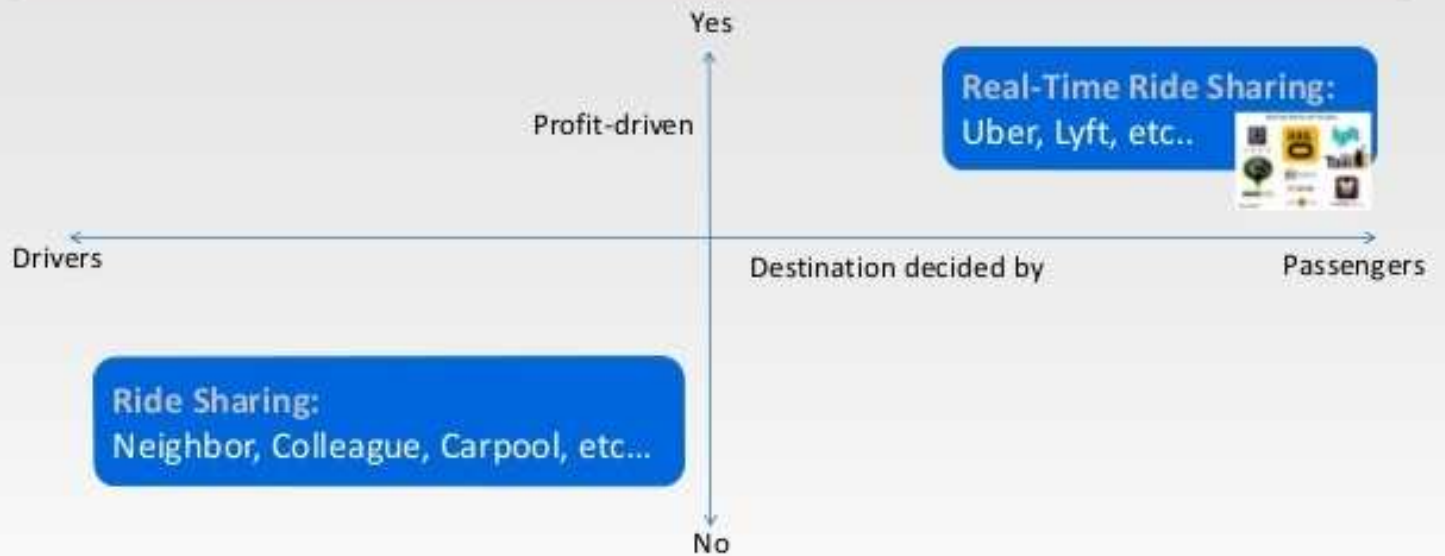 Yes
Real-Time Ride Sharing:
Uber, Lyft, etc..
Profit-driven
Drivers
Destination decided by
Passengers
Ride Sharing:
Neighbor, Colleague, Carpool, etc...
No